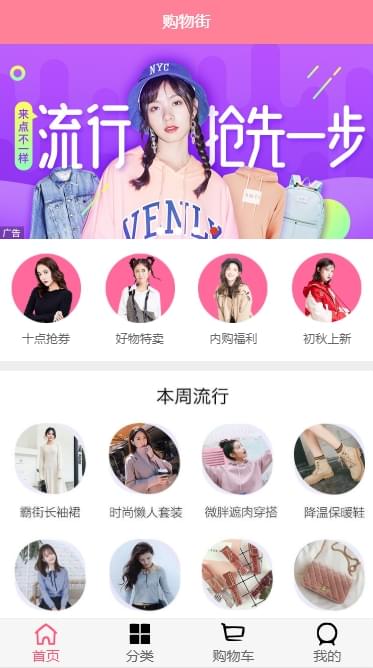 购物街
NYC
来点不一样
流行 抢先一步
VENLI
广告
十点抢券 好物特卖 内购福利 初秋上新
本周流行
霸街长袖裙 时尚懒人套装 微胖遮肉穿搭 降温保暖鞋
首页 分类 购物车 我的